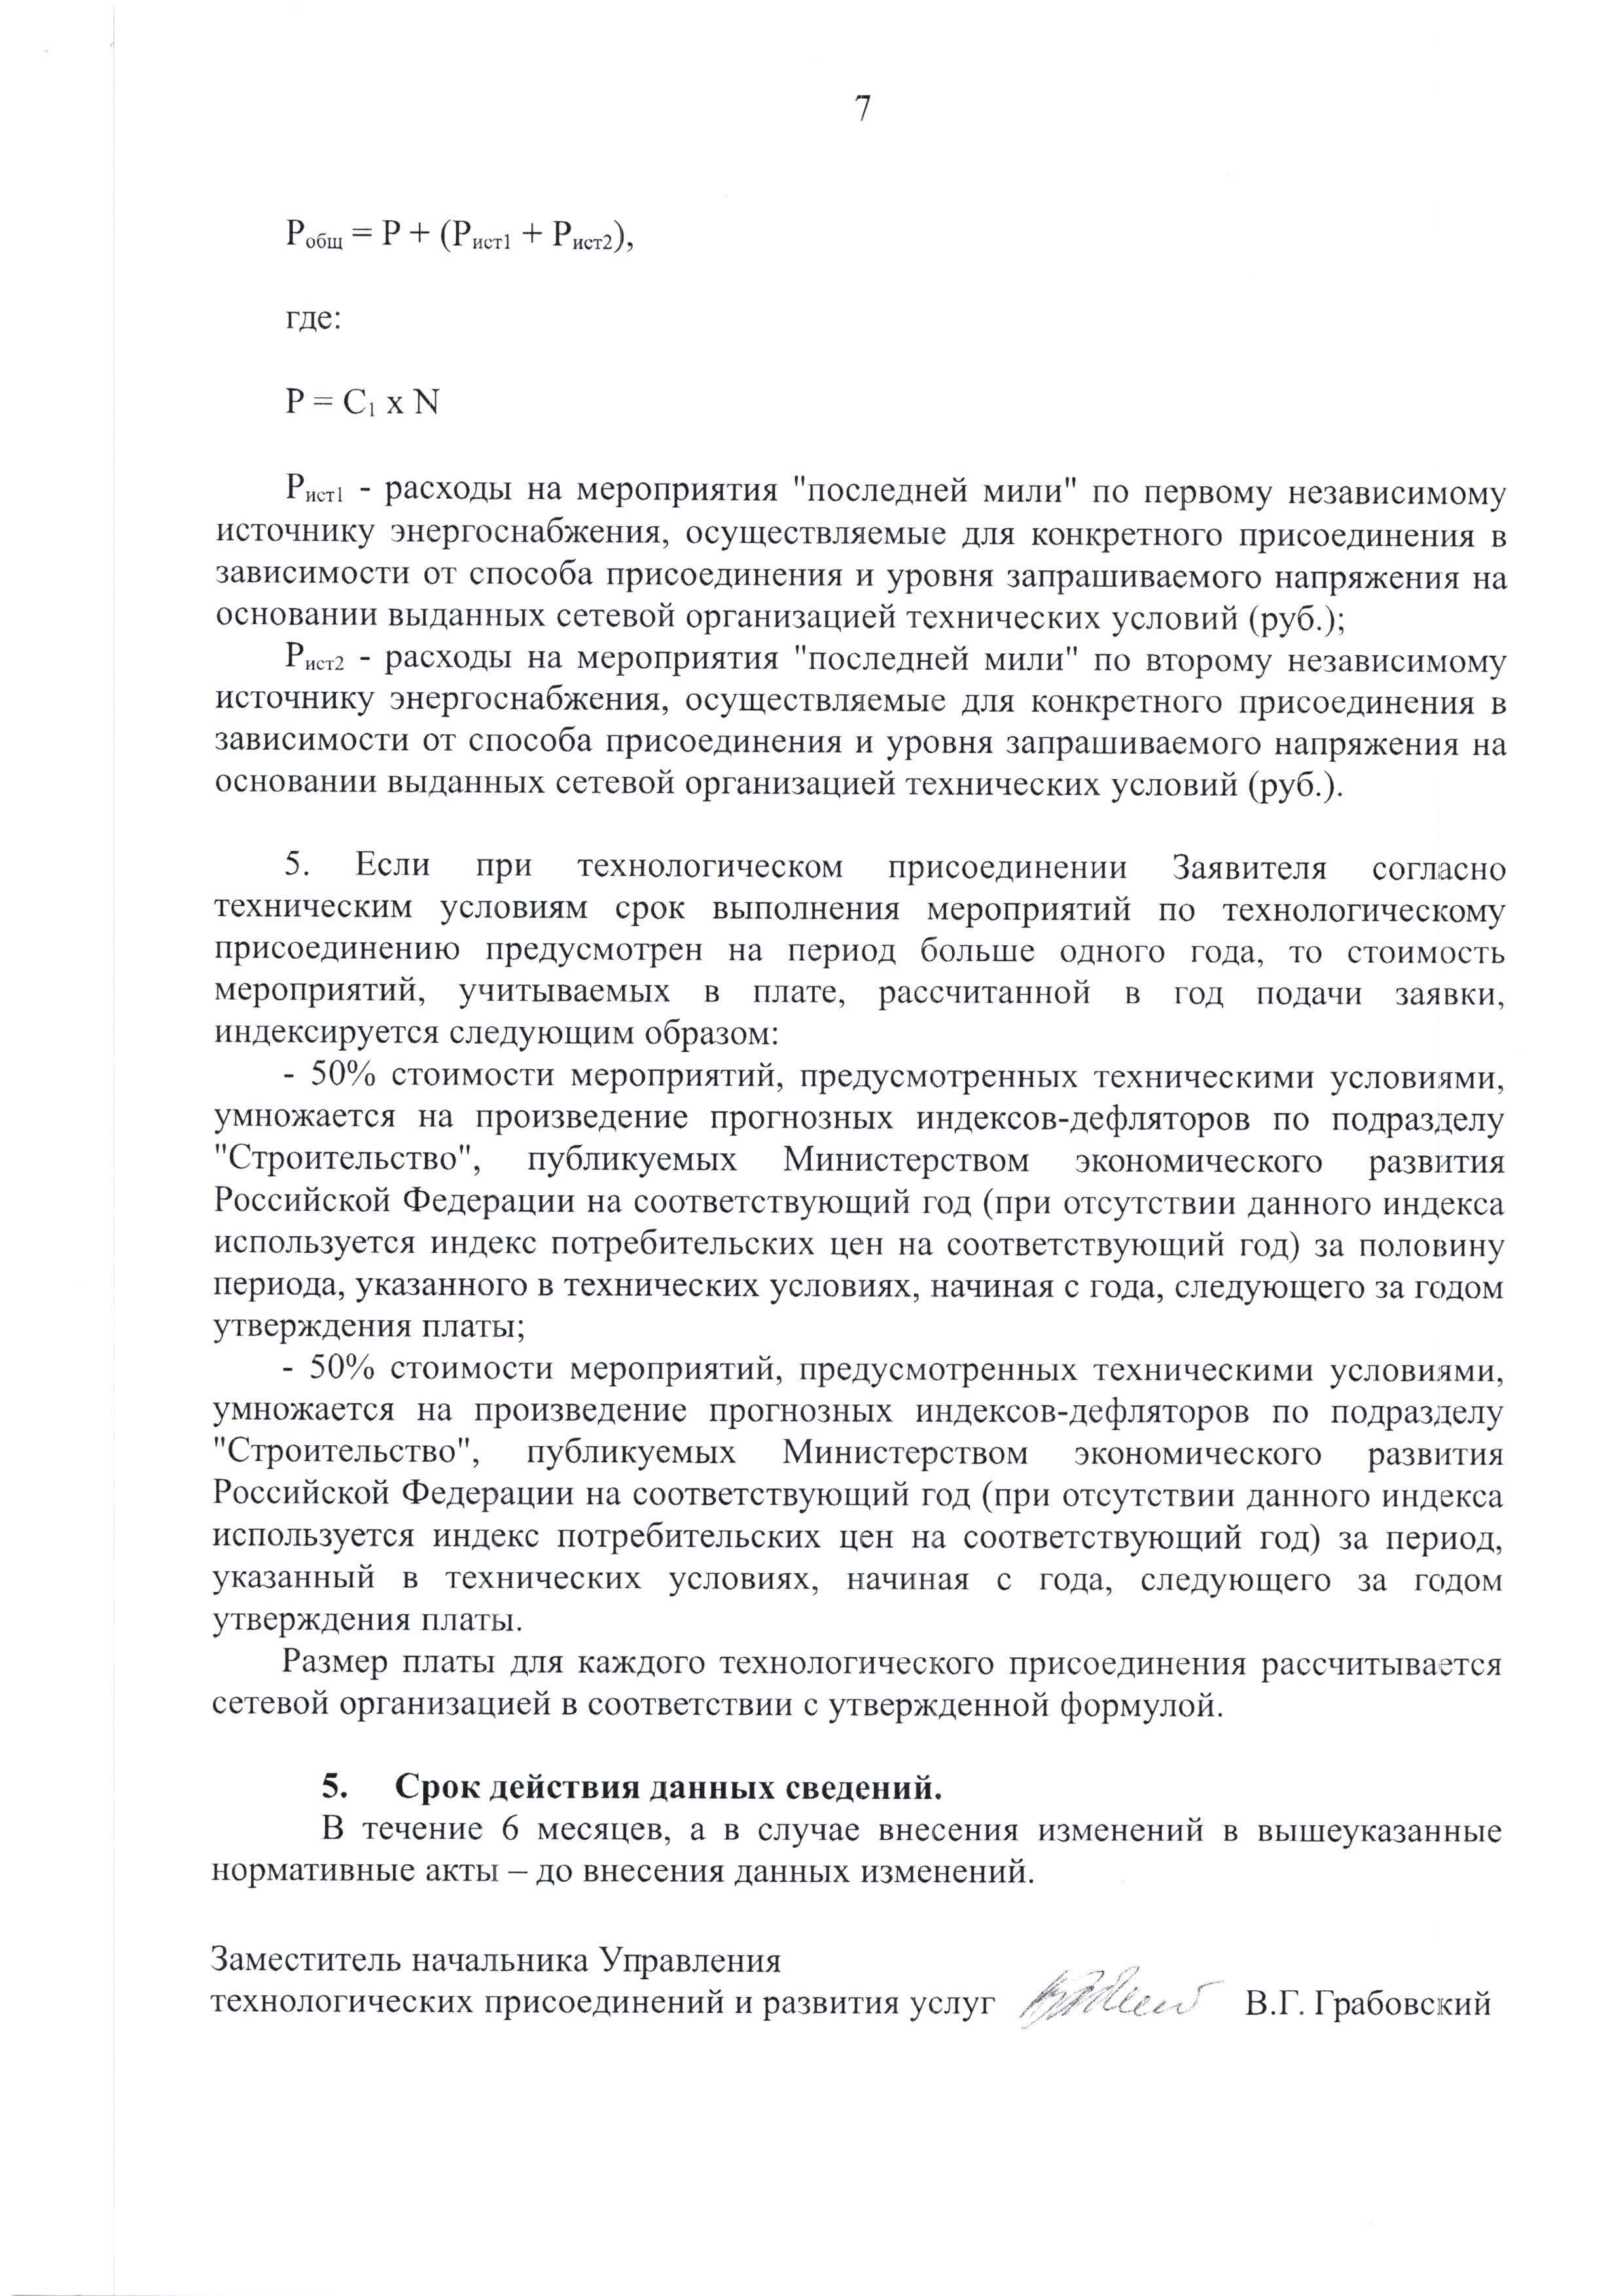 7
Р_общ = Р + (Р_ист1 + Р_ист2),
где:
Р = С₁ х N
Р_ист1 - расходы на мероприятия "последней мили" по первому независимому
источнику энергоснабжения, осуществляемые для конкретного присоединения в
зависимости от способа присоединения и уровня запрашиваемого напряжения на
основании выданных сетевой организацией технических условий (руб.);
Р_ист2 - расходы на мероприятия "последней мили" по второму независимому
источнику энергоснабжения, осуществляемые для конкретного присоединения в
зависимости от способа присоединения и уровня запрашиваемого напряжения на
основании выданных сетевой организацией технических условий (руб.).
5. Если при технологическом присоединении Заявителя согласно
техническим условиям срок выполнения мероприятий по технологическому
присоединению предусмотрен на период больше одного года, то стоимость
мероприятий, учитываемых в плате, рассчитанной в год подачи заявки,
индексируется следующим образом:
- 50% стоимости мероприятий, предусмотренных техническими условиями,
умножается на произведение прогнозных индексов-дефляторов по подразделу
"Строительство", публикуемых Министерством экономического развития
Российской Федерации на соответствующий год (при отсутствии данного индекса
используется индекс потребительских цен на соответствующий год) за половину
периода, указанного в технических условиях, начиная с года, следующего за годом
утверждения платы;
- 50% стоимости мероприятий, предусмотренных техническими условиями,
умножается на произведение прогнозных индексов-дефляторов по подразделу
"Строительство", публикуемых Министерством экономического развития
Российской Федерации на соответствующий год (при отсутствии данного индекса
используется индекс потребительских цен на соответствующий год) за период,
указанный в технических условиях, начиная с года, следующего за годом
утверждения платы.
Размер платы для каждого технологического присоединения рассчитывается
сетевой организацией в соответствии с утвержденной формулой.
5. Срок действия данных сведений.
В течение 6 месяцев, а в случае внесения изменений в вышеуказанные
нормативные акты – до внесения данных изменений.
Заместитель начальника Управления
технологических присоединений и развития услуг В.Г. Грабовский